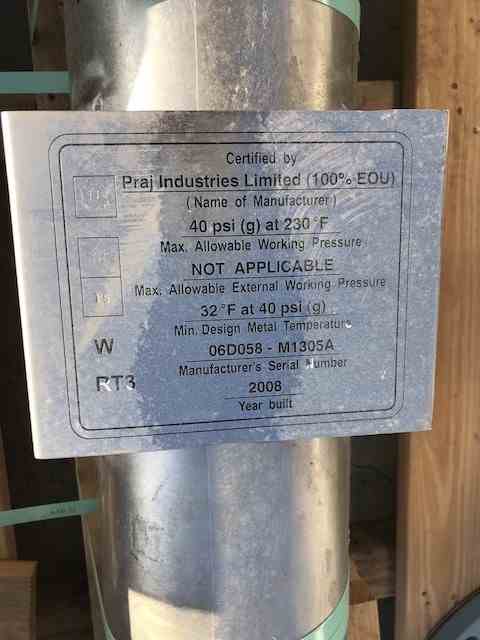 Certified by
Praj Industries Limited (100% EOU)
(Name of Manufacturer)
40 psi (g) at 230°F
Max. Allowable Working Pressure
NOT APPLICABLE
Max. Allowable External Working Pressure
32°F at 40 psi (g)
Min. Design Metal Temperature
W
06D058 - M1305A
Manufacturer's Serial Number
RT3
2008
Year built